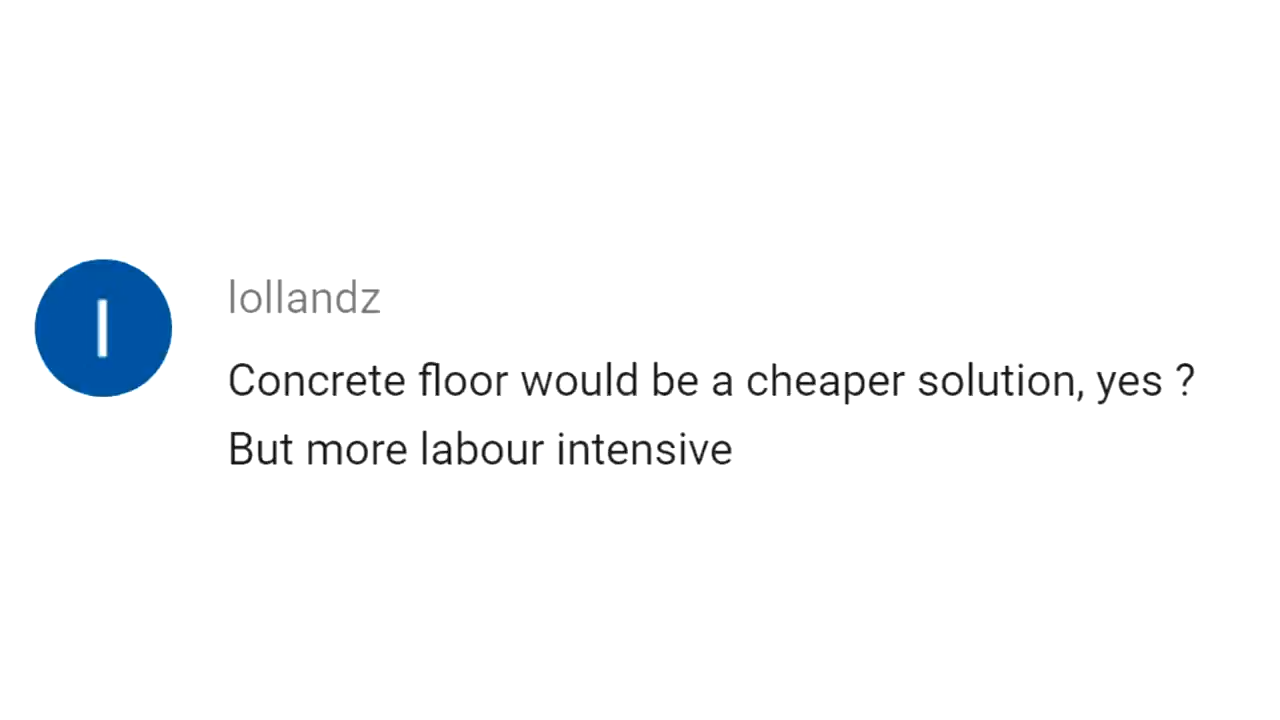 l
lollandz
Concrete floor would be a cheaper solution, yes ?
But more labour intensive